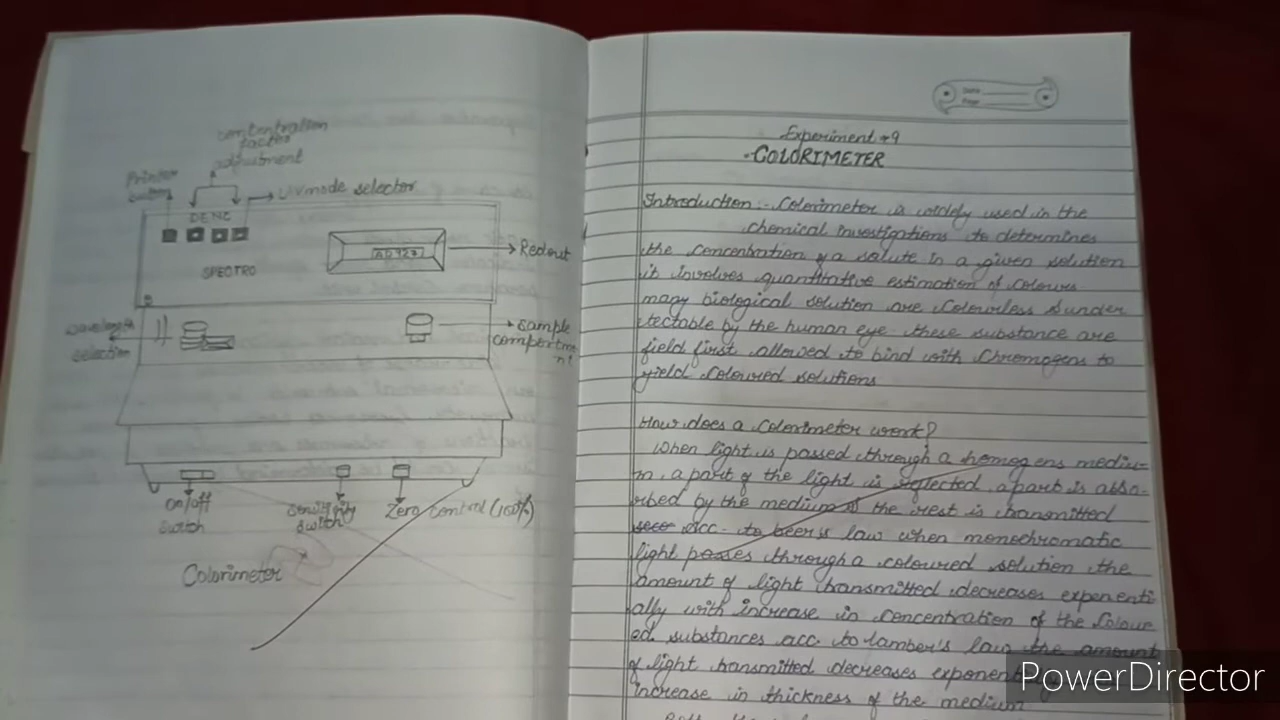 concentration
factor
adjustment
Printer
UV mode selector
DENC
SPECTRO
Redout
wavelength
selection
sample
compartme
nt
on/off
switch
switch
Zero control (100%)
Colorimeter
Date
Page
Experiment-9
COLORIMETER
Introduction :- Colorimeter is widely used in the
chemical investigations to determines
the concentration of a solute in a given solution
it involves quantitative estimation of colours
many biological solution are Colourless & under
tectable by the human eye these substance are
field first allowed to bind with Chromogens to
yield Coloured solutions
How does a Colorimeter work?
When light is passed through a homogens mediu-
m, a part of the light is reflected a part is abso-
rbed by the medium & the rest is transmitted
acc. to beer's law when monochromatic
light passes through a coloured solution the
amount of light transmitted decreases exponenti
ally with increase in concentration of the Colour
ed substances acc. to lamber's law the amount
of light transmitted decreases
increase in thickness of the medium
PowerDirector